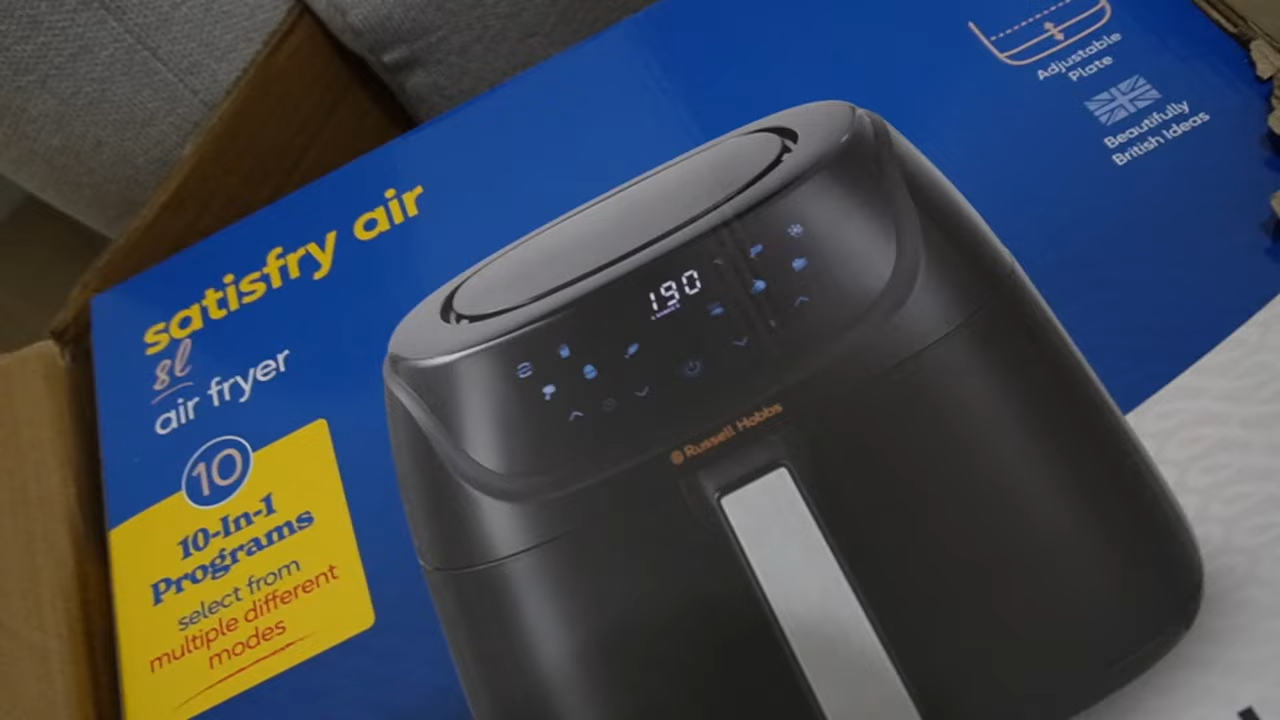 Adjustable
Plate
Beautifully
British Ideas
satisfry air
8l
air fryer
10
10-In-1
Programs
select from
multiple different
modes
190
Russell Hobbs